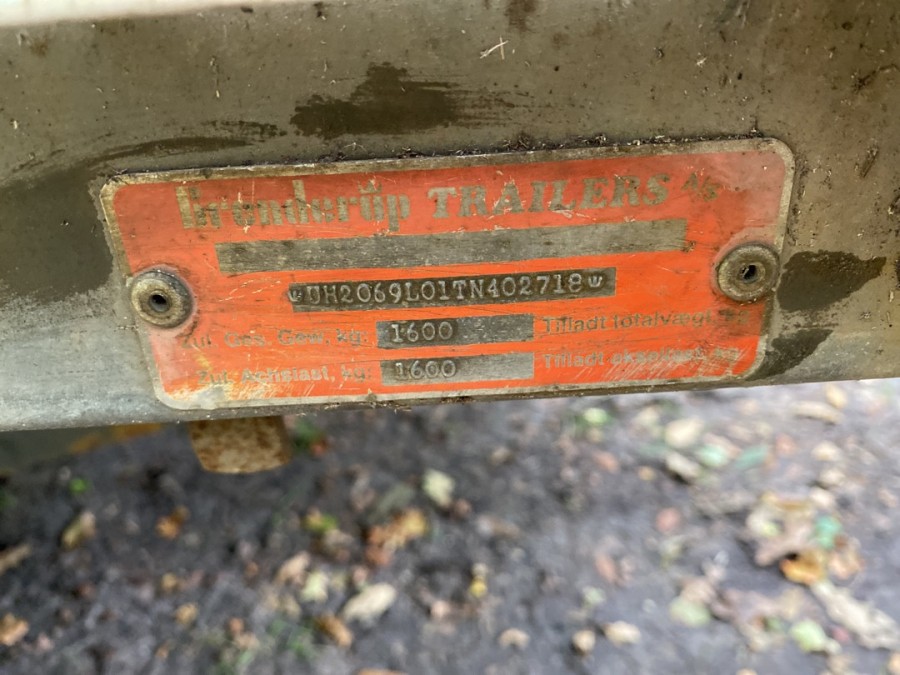 Brenderup TRAILERS A/S
UH2069L01TN402718
Zul. Ges. Gew., kg: 1600 Tilladt totalvægt, kg
Zul. Achslast, kg: 1600 Tilladt akseltryk, kg